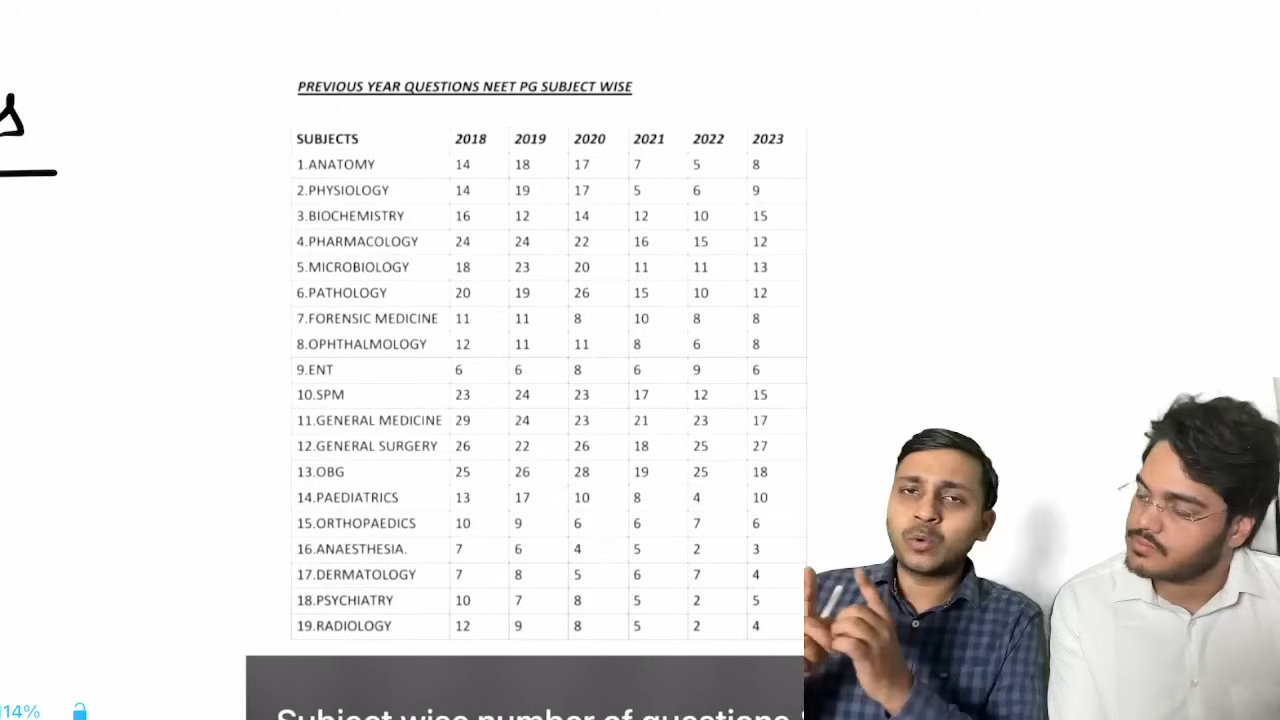 PREVIOUS YEAR QUESTIONS NEET PG SUBJECT WISE
SUBJECTS 2018 2019 2020 2021 2022 2023
1.ANATOMY 14 18 17 7 5 8
2.PHYSIOLOGY 14 19 17 5 6 9
3.BIOCHEMISTRY 16 12 14 12 10 15
4.PHARMACOLOGY 24 24 22 16 15 12
5.MICROBIOLOGY 18 23 20 11 11 13
6.PATHOLOGY 20 19 26 15 10 12
7.FORENSIC MEDICINE 11 11 8 10 8 8
8.OPHTHALMOLOGY 12 11 11 8 6 8
9.ENT 6 6 8 6 9 6
10.SPM 23 24 23 17 12 15
11.GENERAL MEDICINE 29 24 23 21 23 17
12.GENERAL SURGERY 26 22 26 18 25 27
13.OBG 25 26 28 19 25 18
14.PAEDIATRICS 13 17 10 8 4 10
15.ORTHOPAEDICS 10 9 6 6 7 6
16.ANAESTHESIA. 7 6 4 5 2 3
17.DERMATOLOGY 7 8 5 6 7 4
18.PSYCHIATRY 10 7 8 5 2 5
19.RADIOLOGY 12 9 8 5 2 4
114%
Subject wise number of questions